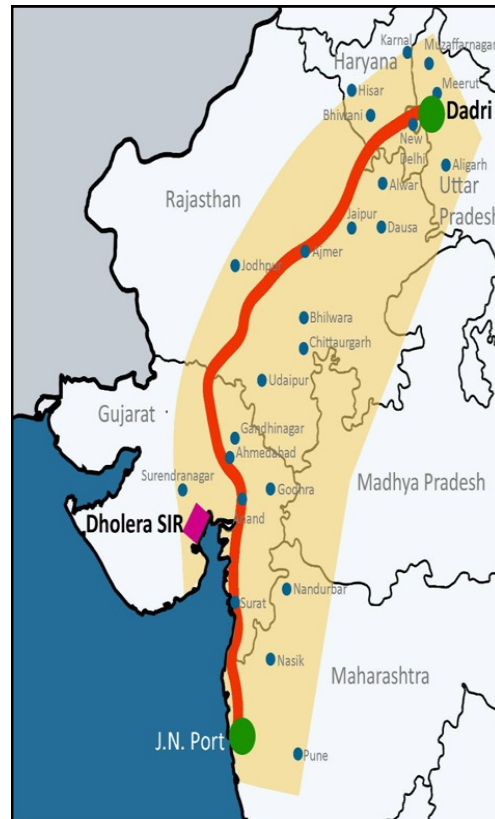 Karnal
Muzaffarnagar
Haryana
Meerut
Hisar
Bhiwani
Dadri
New
Delhi
Aligarh
Uttar
Pradesh
Alwar
Rajasthan
Jaipur
Dausa
Ajmer
Jodhpur
Bhilwara
Chittaurgarh
Udaipur
Gujarat
Gandhinagar
Ahmedabad
Surendranagar
Godhra
Madhya Pradesh
Anand
Dholera SIR
Nandurbar
Surat
Nasik
Maharashtra
J.N. Port
Pune